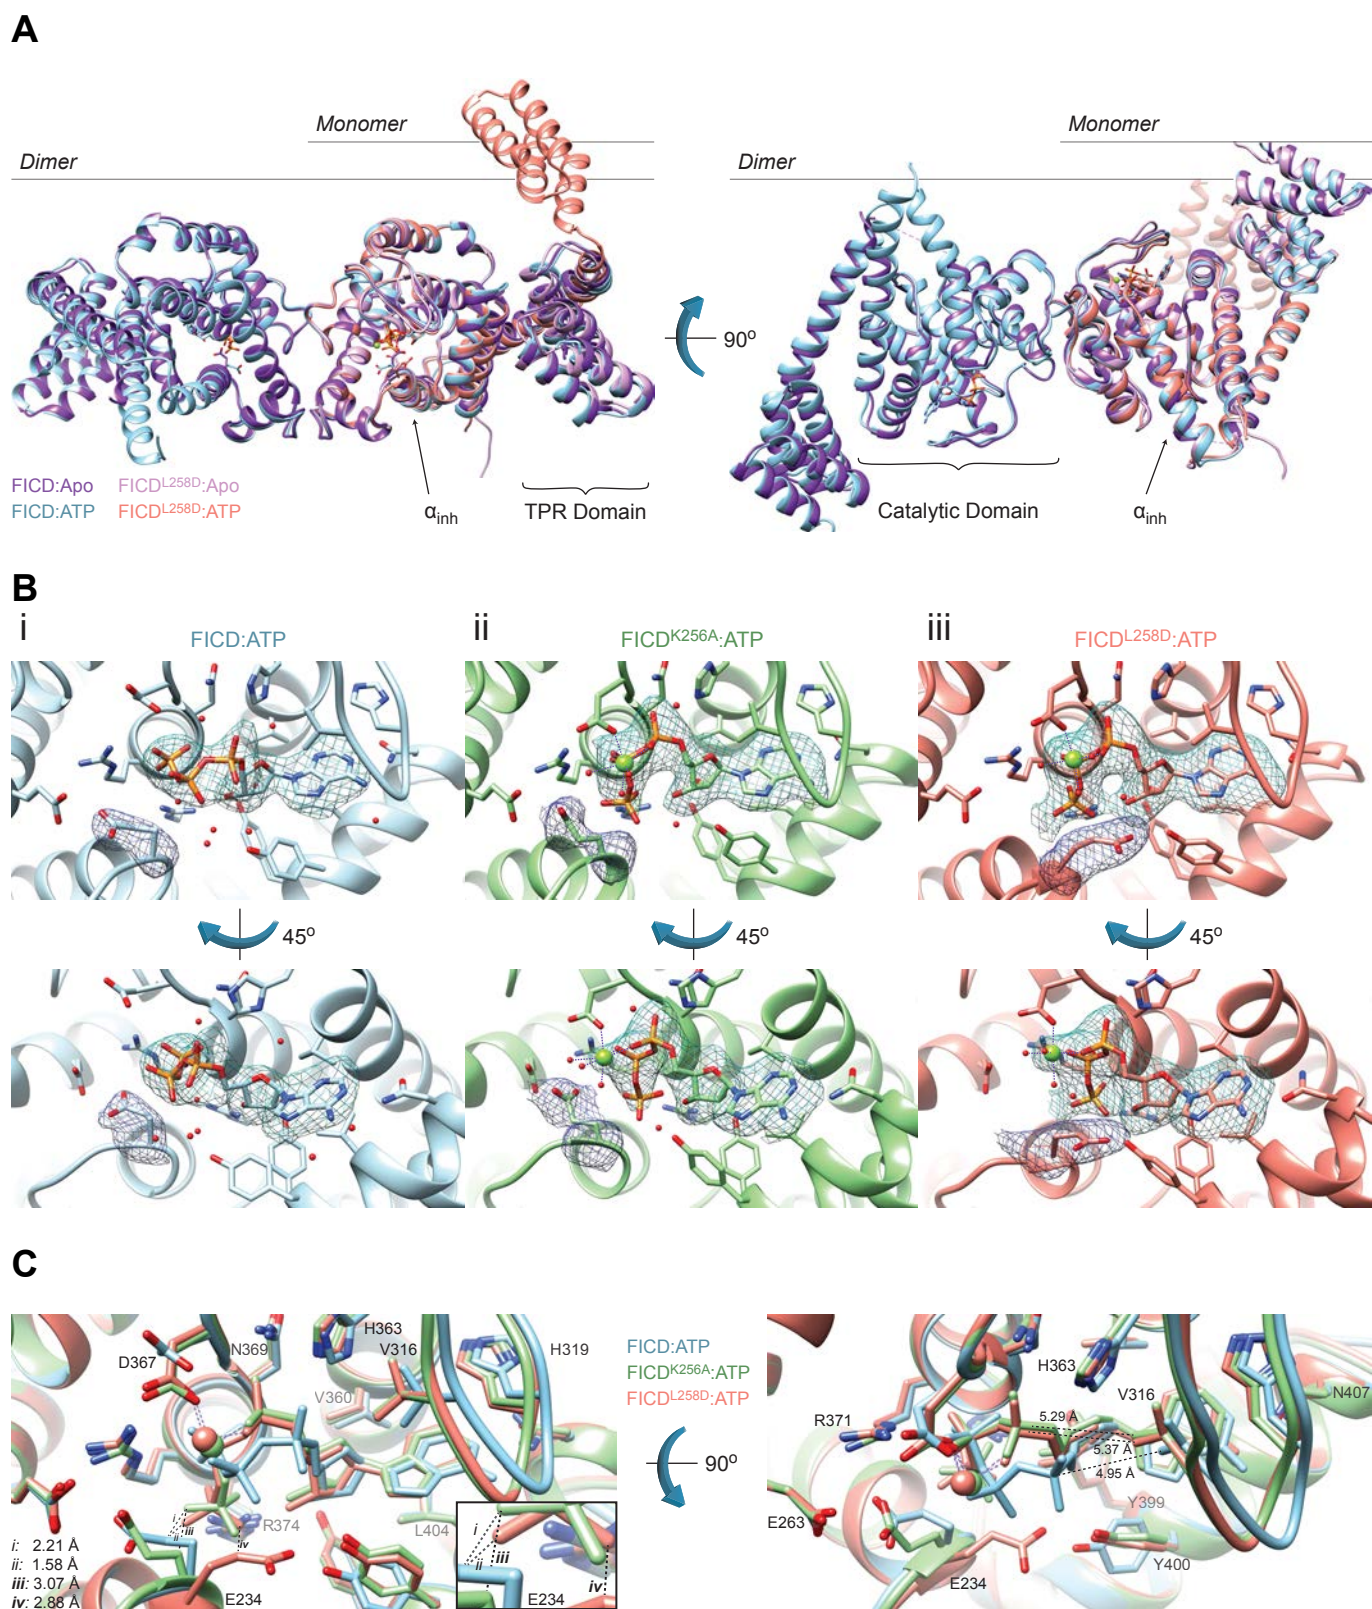 A
Monomer
Dimer
Monomer
Dimer
90°
FICD:Apo FICD^L258D:Apo
FICD:ATP FICD^L258D:ATP
α_inh
TPR Domain
Catalytic Domain
α_inh
B
i
FICD:ATP
ii
FICD^K256A:ATP
iii
FICD^L258D:ATP
45°
45°
45°
C
D367
N369
H363
V316
H319
V360
R374
L404
E234
i
ii
iii
iv
i: 2.21 Å
ii: 1.58 Å
iii: 3.07 Å
iv: 2.88 Å
i
ii
iii
iv
E234
FICD:ATP
FICD^K256A:ATP
FICD^L258D:ATP
90°
H363
V316
N407
R371
5.29 Å
5.37 Å
4.95 Å
Y399
E263
Y400
E234